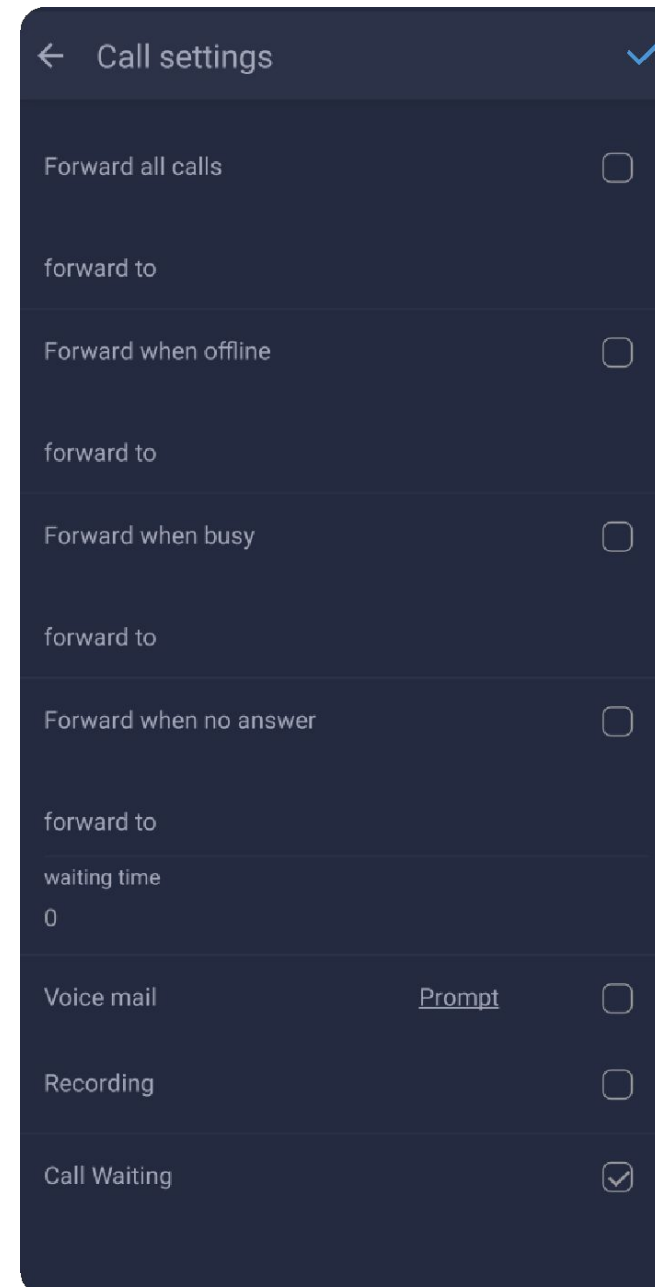 Call settings
Forward all calls
forward to
Forward when offline
forward to
Forward when busy
forward to
Forward when no answer
forward to
waiting time
0
Voice mail Prompt
Recording
Call Waiting